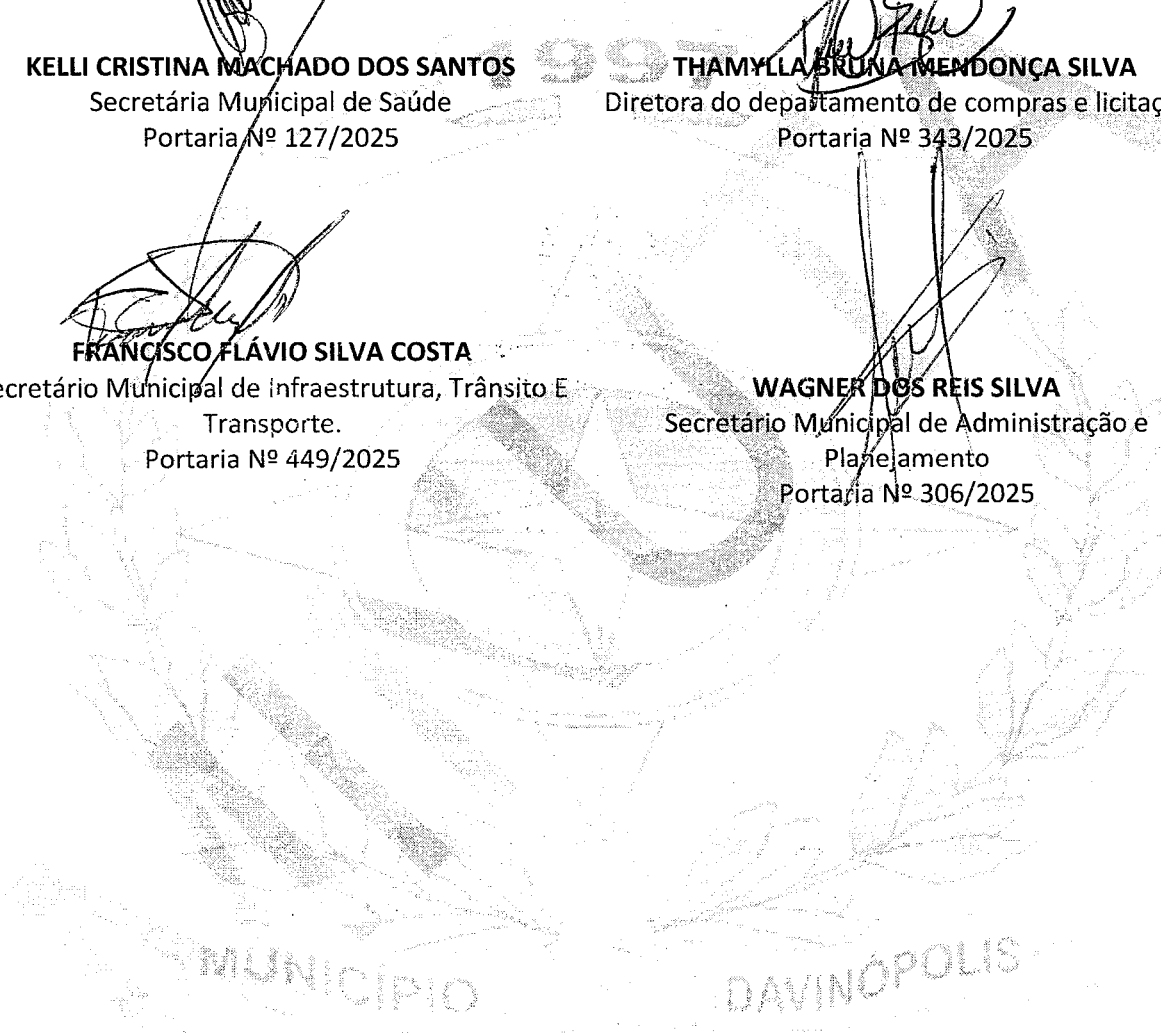 1997
KELLI CRISTINA MACHADO DOS SANTOS
Secretária Municipal de Saúde
Portaria Nº 127/2025
THAMYLLA BRUNA MENDONÇA SILVA
Diretora do departamento de compras e licitaç
Portaria Nº 343/2025
FRANCISCO FLÁVIO SILVA COSTA
ecretário Municipal de Infraestrutura, Trânsito E
Transporte.
Portaria Nº 449/2025
WAGNER DOS REIS SILVA
Secretário Municipal de Administração e
Planejamento
Portaria Nº 306/2025
MUNICÍPIO DAVINÓPOLIS